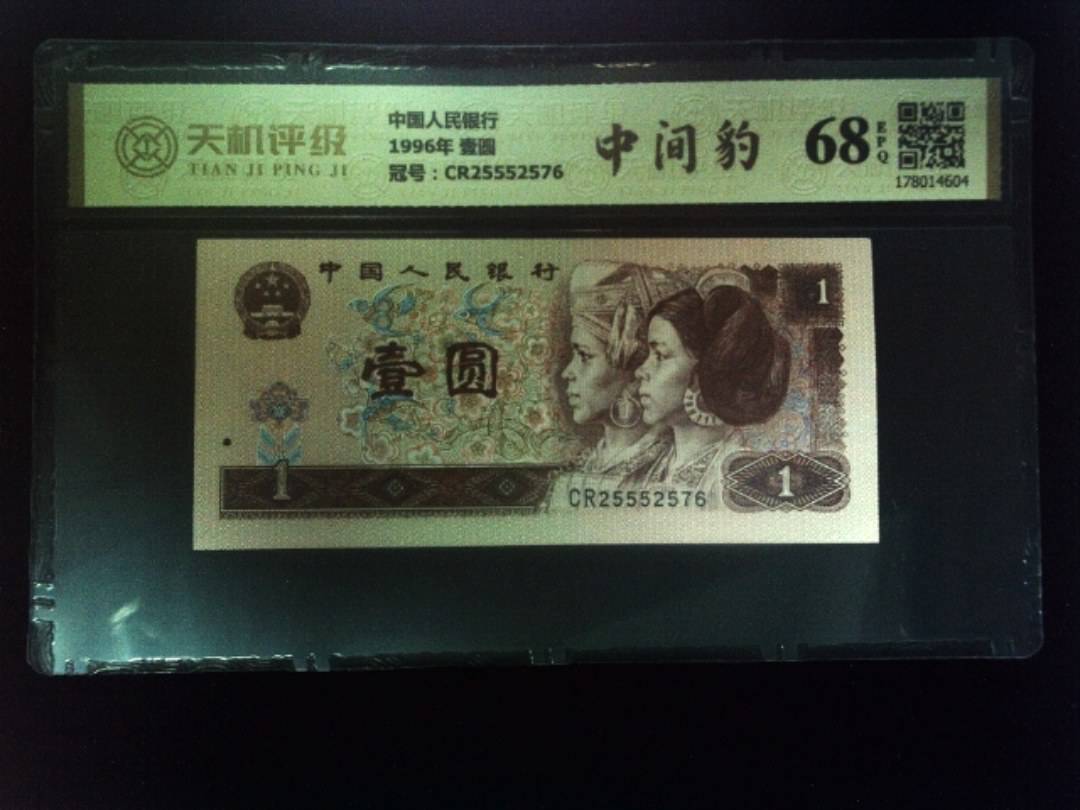 天机评级
TIAN JI PING JI
中国人民银行
1996年 壹圆
冠号：CR25552576
中间豹
68
EPQ
178014604
中国人民银行
1
壹圆
1
CR25552576
1